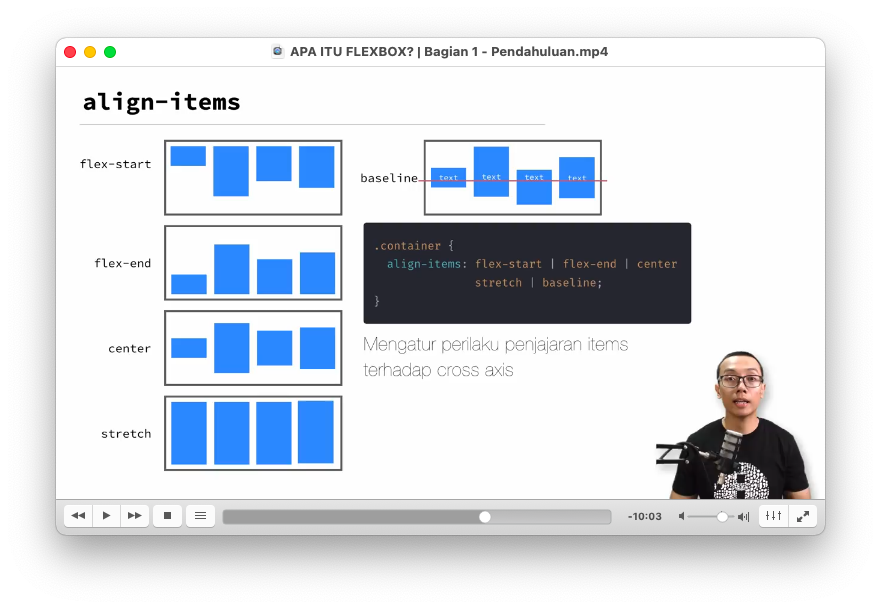 APA ITU FLEXBOX? | Bagian 1 - Pendahuluan.mp4
align-items
flex-start
baseline
text text text text
.container {
align-items: flex-start | flex-end | center
stretch | baseline;
}
Mengatur perilaku penjajaran items
terhadap cross axis
flex-end
center
stretch
-10:03